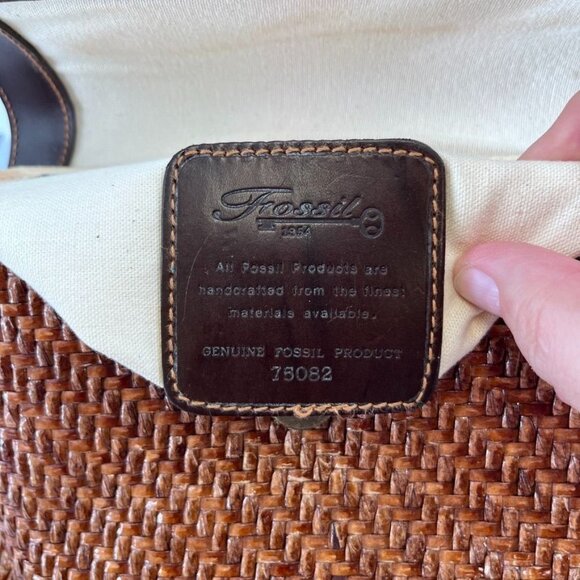 Fossil
1954
All Fossil Products are
handcrafted from the finest
materials available.
GENUINE FOSSIL PRODUCT
75082